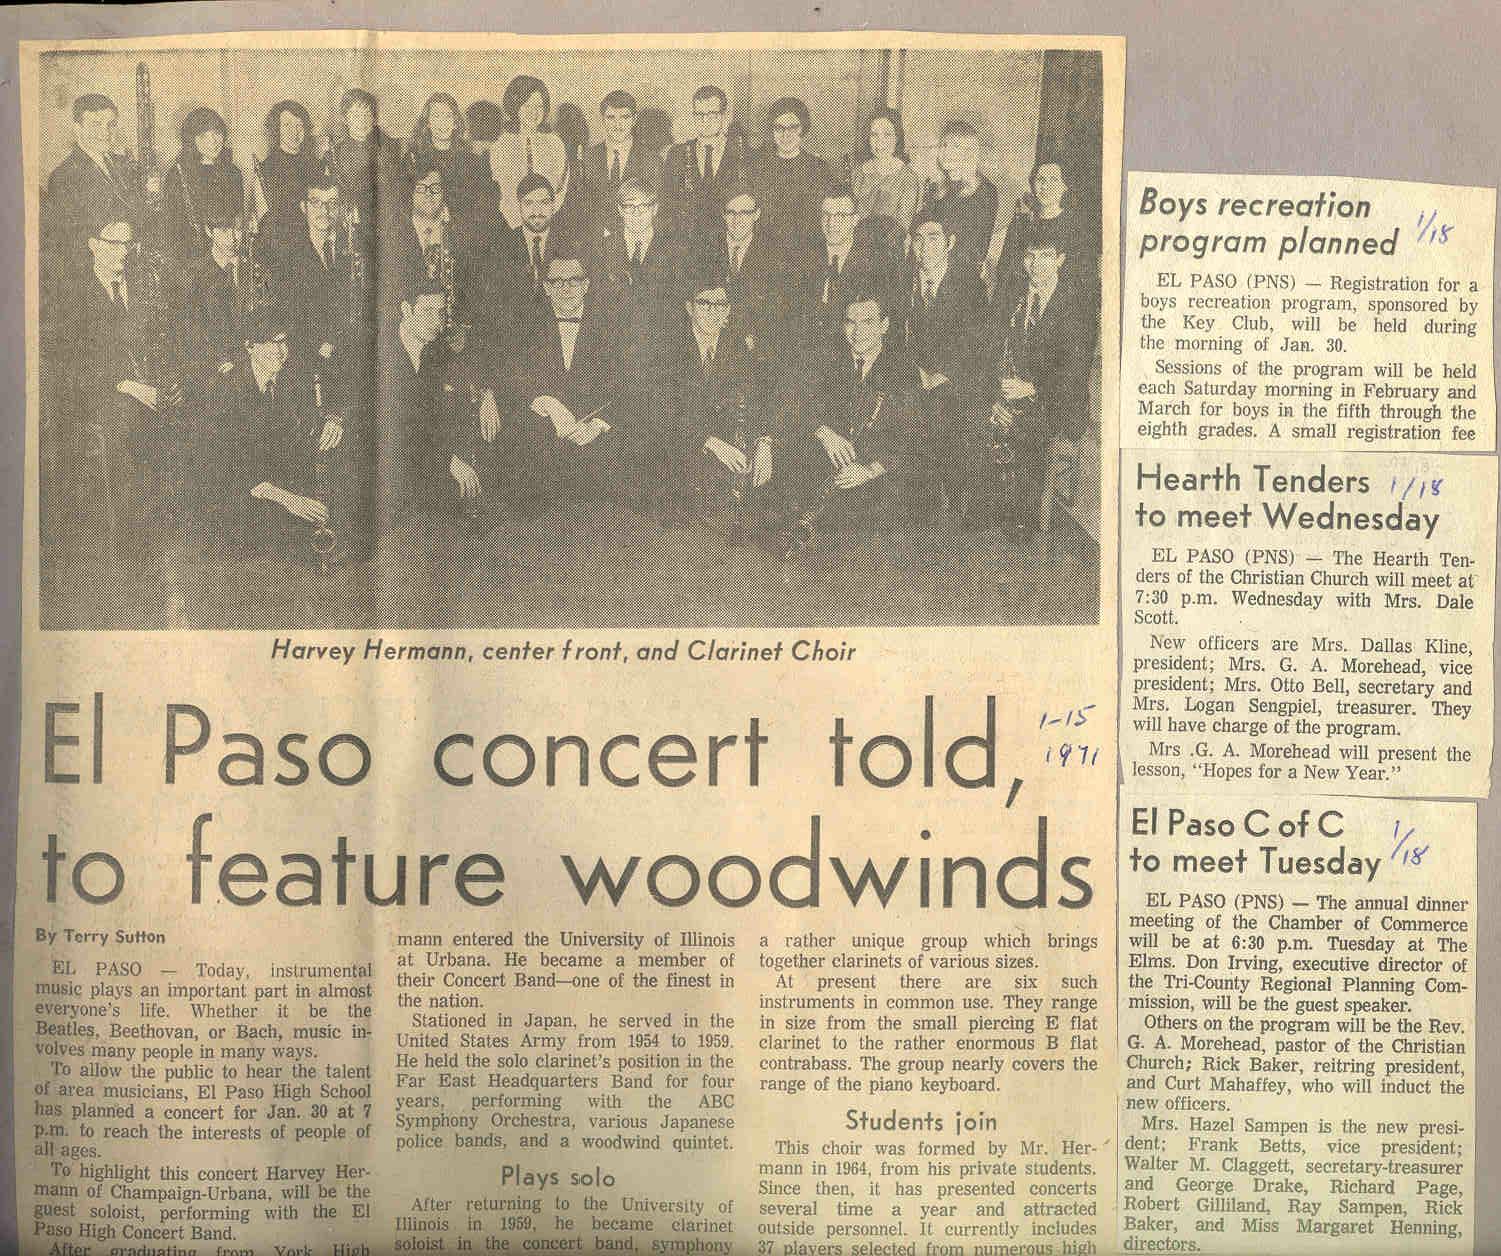 Harvey Hermann, center front, and Clarinet Choir
El Paso concert told,
to feature woodwinds
1-15
1971
By Terry Sutton
EL PASO — Today, instrumental
music plays an important part in almost
everyone's life. Whether it be the
Beatles, Beethovan, or Bach, music in-
volves many people in many ways.
To allow the public to hear the talent
of area musicians, El Paso High School
has planned a concert for Jan. 30 at 7
p.m. to reach the interests of people of
all ages.
To highlight this concert Harvey Her-
mann of Champaign-Urbana, will be the
guest soloist, performing with the El
Paso High Concert Band.
After graduating from York High
mann entered the University of Illinois
at Urbana. He became a member of
their Concert Band—one of the finest in
the nation.
Stationed in Japan, he served in the
United States Army from 1954 to 1959.
He held the solo clarinet's position in the
Far East Headquarters Band for four
years, performing with the ABC
Symphony Orchestra, various Japanese
police bands, and a woodwind quintet.
Plays solo
After returning to the University of
Illinois in 1959, he became clarinet
soloist in the concert band, symphony
a rather unique group which brings
together clarinets of various sizes.
At present there are six such
instruments in common use. They range
in size from the small piercing E flat
clarinet to the rather enormous B flat
contrabass. The group nearly covers the
range of the piano keyboard.
Students join
This choir was formed by Mr. Her-
mann in 1964, from his private students.
Since then, it has presented concerts
several time a year and attracted
outside personnel. It currently includes
37 players selected from numerous high
Boys recreation
program planned
1/18
EL PASO (PNS) — Registration for a
boys recreation program, sponsored by
the Key Club, will be held during
the morning of Jan. 30.
Sessions of the program will be held
each Saturday morning in February and
March for boys in the fifth through the
eighth grades. A small registration fee
Hearth Tenders 1/18
to meet Wednesday
EL PASO (PNS) — The Hearth Ten-
ders of the Christian Church will meet at
7:30 p.m. Wednesday with Mrs. Dale
Scott.
New officers are Mrs. Dallas Kline,
president; Mrs. G. A. Morehead, vice
president; Mrs. Otto Bell, secretary and
Mrs. Logan Sengpiel, treasurer. They
will have charge of the program.
Mrs .G. A. Morehead will present the
lesson, “Hopes for a New Year.”
El Paso C of C
to meet Tuesday
1/18
EL PASO (PNS) — The annual dinner
meeting of the Chamber of Commerce
will be at 6:30 p.m. Tuesday at The
Elms. Don Irving, executive director of
the Tri-County Regional Planning Com-
mission, will be the guest speaker.
Others on the program will be the Rev.
G. A. Morehead, pastor of the Christian
Church; Rick Baker, reitring president,
and Curt Mahaffey, who will induct the
new officers.
Mrs. Hazel Sampen is the new presi-
dent; Frank Betts, vice president;
Walter M. Claggett, secretary-treasurer
and George Drake, Richard Page,
Robert Gilliland, Ray Sampen, Rick
Baker, and Miss Margaret Henning,
directors.